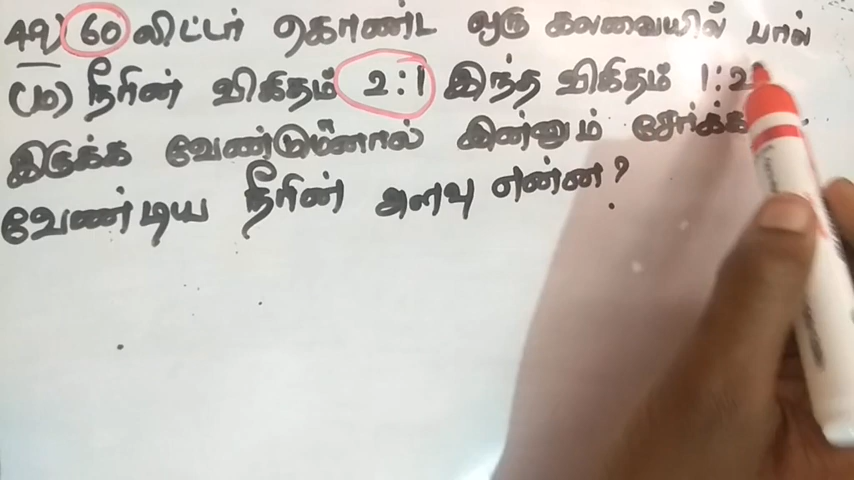 49) 60 லிட்டர் கொண்ட ஒரு கலவையில் பால்
(ம) நீரின் விகிதம் 2:1 இந்த விகிதம் 1:2
இருக்க வேண்டுமானால் இன்னும் சேர்க்க
வேண்டிய நீரின் அளவு என்ன?